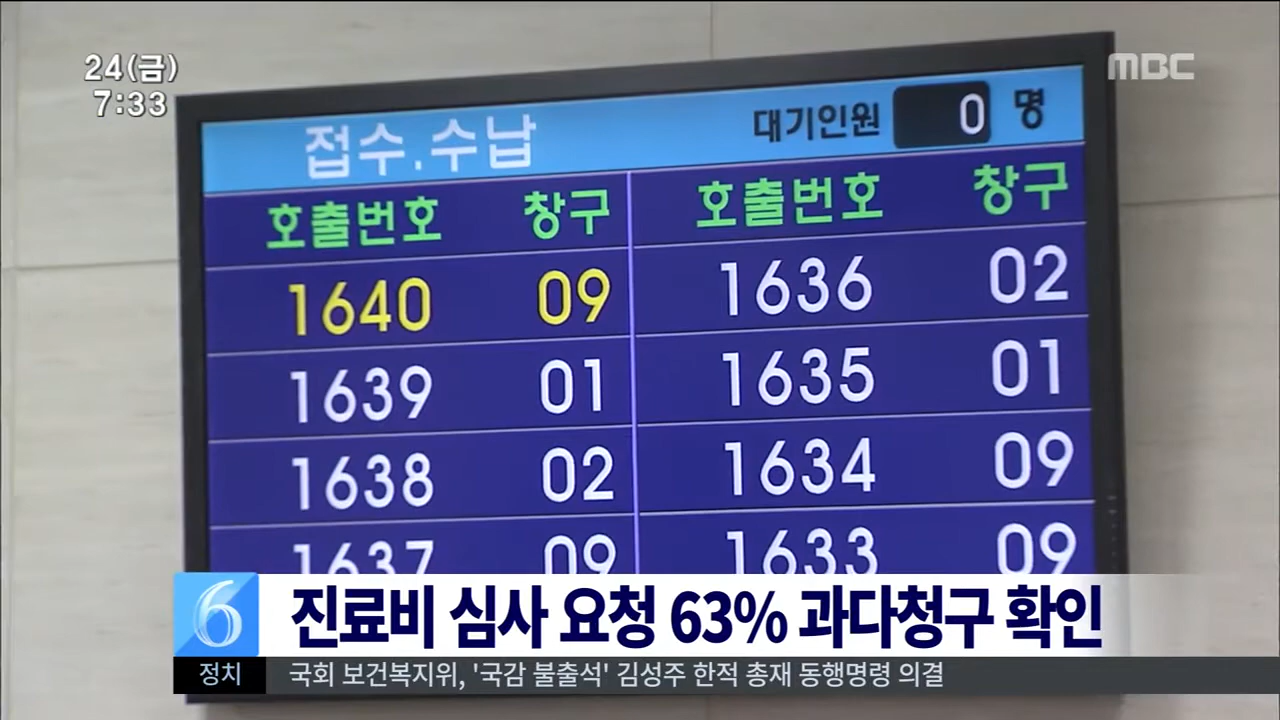 24(금)
7:33
MBC
접수.수납 대기인원 0 명
호출번호 창구 호출번호 창구
1640 09 1636 02
1639 01 1635 01
1638 02 1634 09
1637 09 1633 09
6 진료비 심사 요청 63% 과다청구 확인
정치 국회 보건복지위, '국감 불출석' 김성주 한적 총재 동행명령 의결